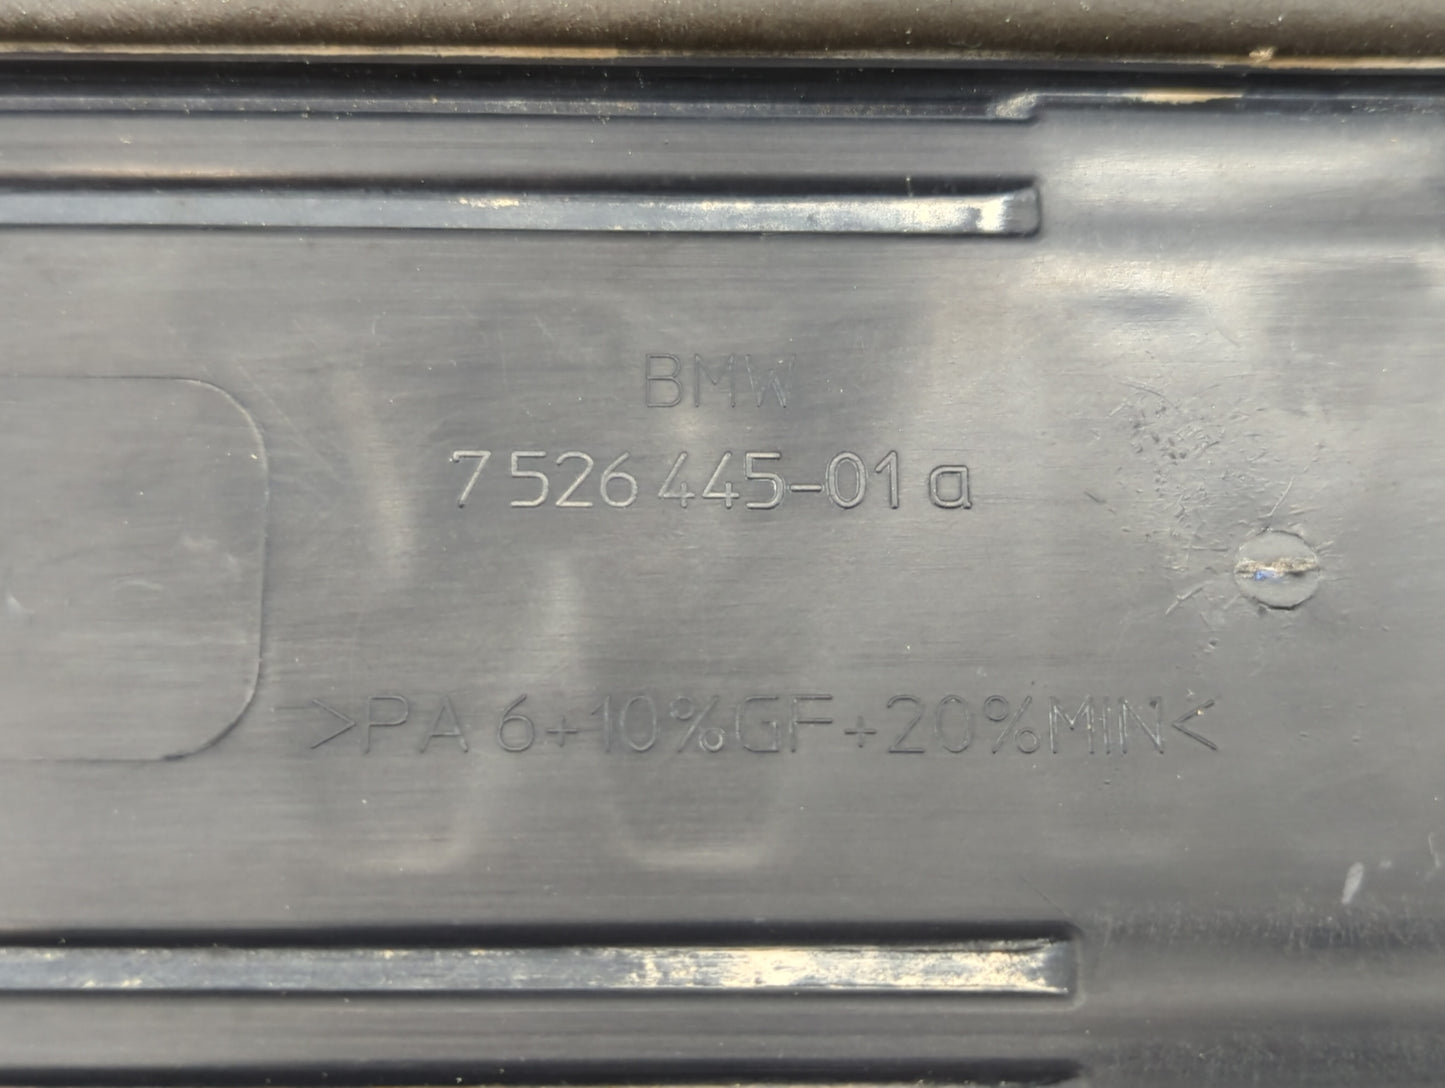 BMW
7 526 445-01 a
>PA 6+10%GF+20%MIN<